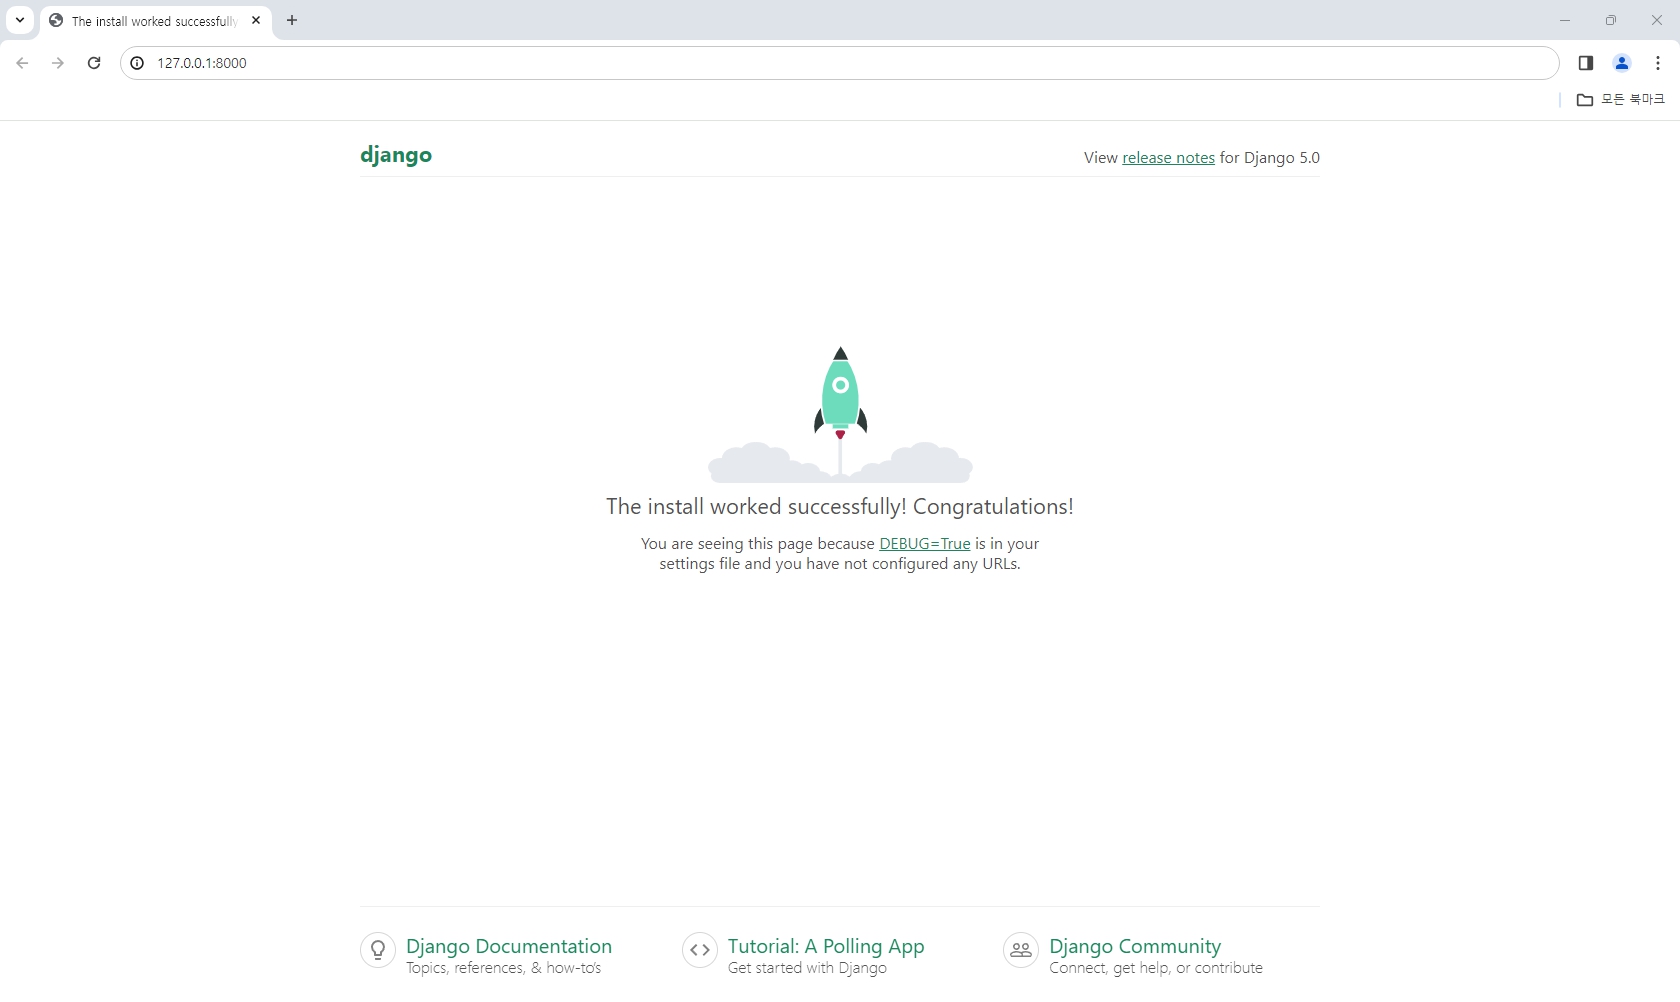 The install worked successfully
127.0.0.1:8000
모든 북마크
django
View release notes for Django 5.0
The install worked successfully! Congratulations!
You are seeing this page because DEBUG=True is in your
settings file and you have not configured any URLs.
Django Documentation
Topics, references, & how-to's
Tutorial: A Polling App
Get started with Django
Django Community
Connect, get help, or contribute